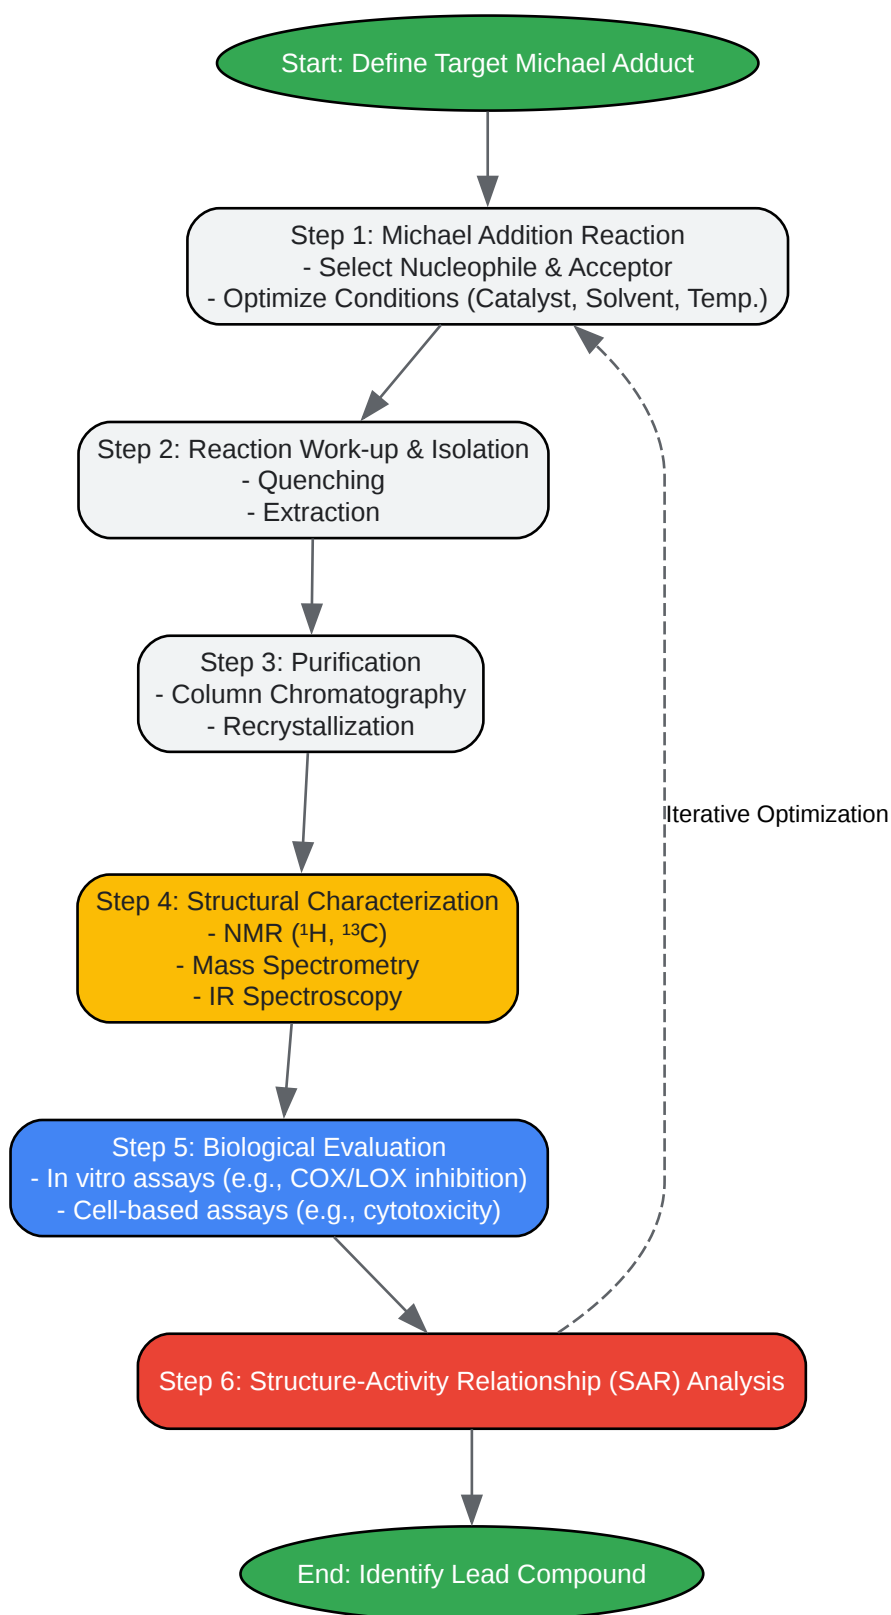 Start: Define Target Michael Adduct
Step 1: Michael Addition Reaction
- Select Nucleophile & Acceptor
- Optimize Conditions (Catalyst, Solvent, Temp.)
Step 2: Reaction Work-up & Isolation
- Quenching
- Extraction
Step 3: Purification
- Column Chromatography
- Recrystallization
Iterative Optimization
Step 4: Structural Characterization
- NMR (¹H, ¹³C)
- Mass Spectrometry
- IR Spectroscopy
Step 5: Biological Evaluation
- In vitro assays (e.g., COX/LOX inhibition)
- Cell-based assays (e.g., cytotoxicity)
Step 6: Structure-Activity Relationship (SAR) Analysis
End: Identify Lead Compound